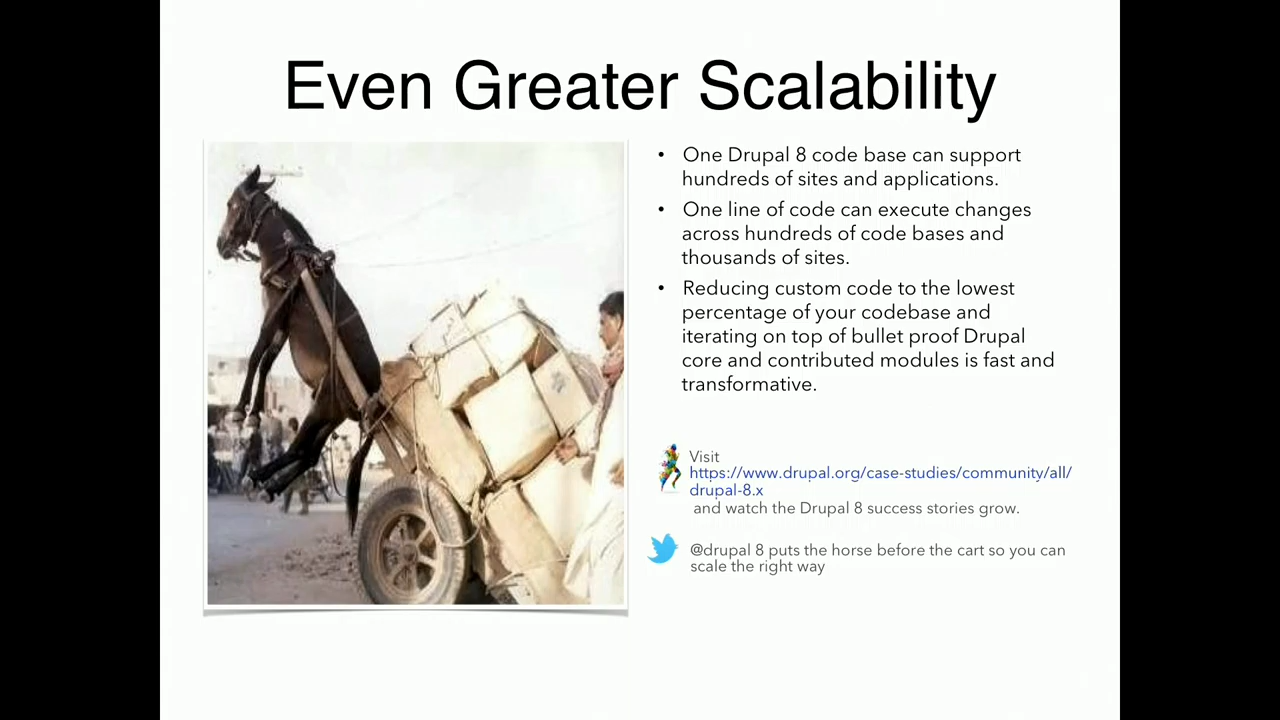 Even Greater Scalability
• One Drupal 8 code base can support
hundreds of sites and applications.
• One line of code can execute changes
across hundreds of code bases and
thousands of sites.
• Reducing custom code to the lowest
percentage of your codebase and
iterating on top of bullet proof Drupal
core and contributed modules is fast and
transformative.
Visit
https://www.drupal.org/case-studies/community/all/
drupal-8.x
and watch the Drupal 8 success stories grow.
@drupal 8 puts the horse before the cart so you can
scale the right way